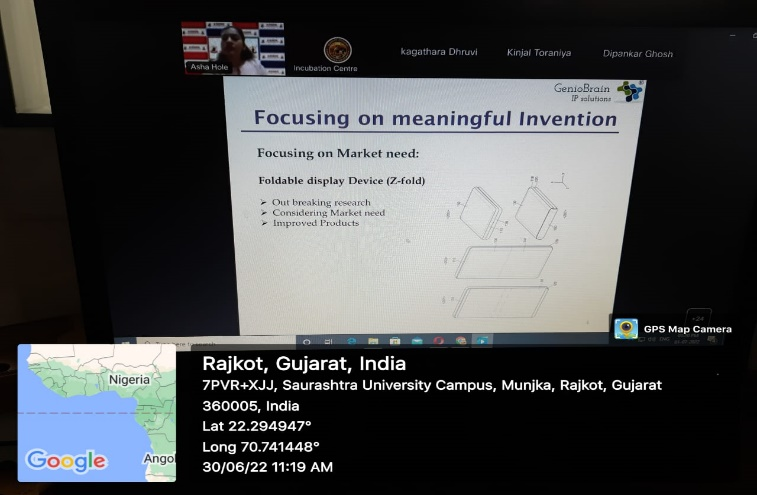 Asha Hole
Incubation Centre
kagathara Dhruvi
Kinjal Toraniya
Dipankar Ghosh
GenioBrain
IP solutions
Focusing on meaningful Invention
Focusing on Market need:
Foldable display Device (Z-fold)
➤ Out breaking research
➤ Considering Market need
➤ Improved Products
+24
GPS Map Camera
Nigeria
Angol
Google
Rajkot, Gujarat, India
7PVR+XJJ, Saurashtra University Campus, Munjka, Rajkot, Gujarat
360005, India
Lat 22.294947°
Long 70.741448°
30/06/22 11:19 AM